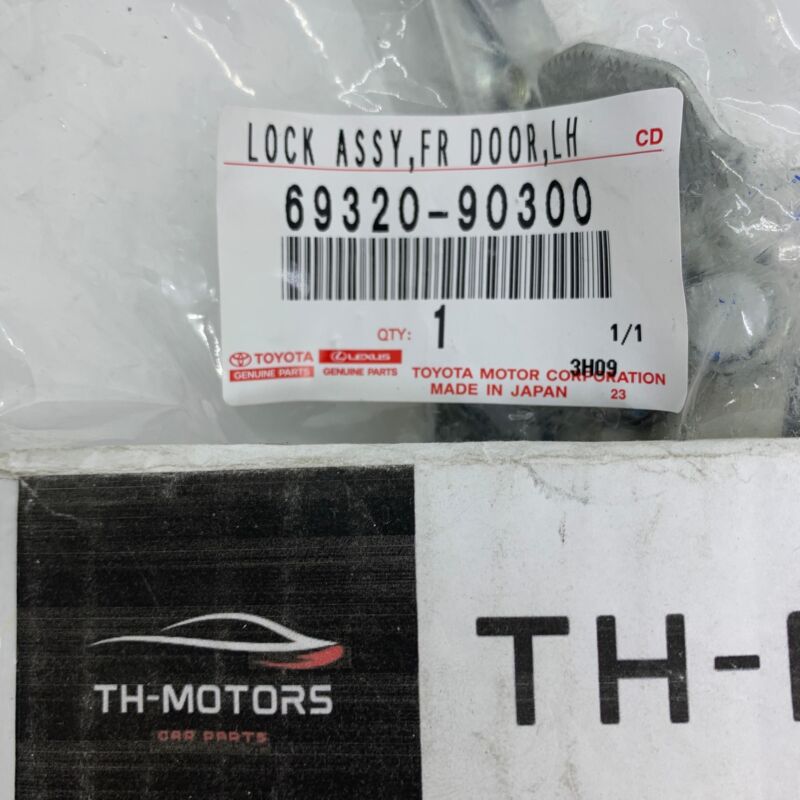 LOCK ASSY,FR DOOR,LH CD
69320-90300
QTY: 1 1/1
TOYOTA LEXUS
GENUINE PARTS GENUINE PARTS
3H09
TOYOTA MOTOR CORPORATION
MADE IN JAPAN 23
TH-
TH-MOTORS
CAR PARTS